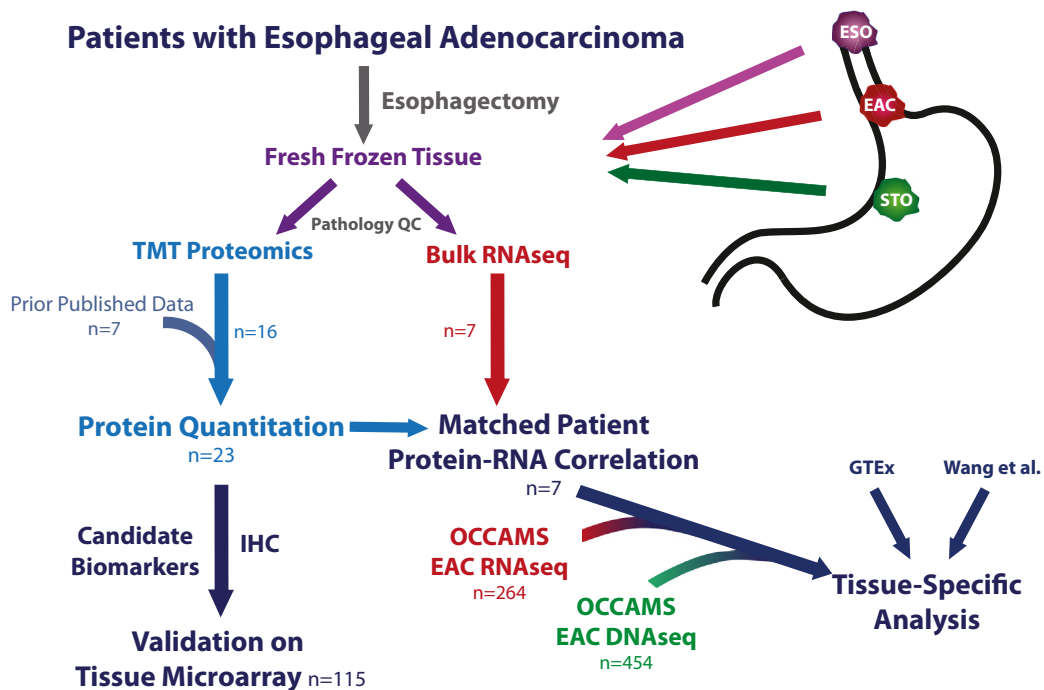 Patients with Esophageal Adenocarcinoma
ESO
EAC
STO
Esophagectomy
Fresh Frozen Tissue
Pathology QC
TMT Proteomics
Bulk RNAseq
Prior Published Data
n=7
n=16
n=7
Protein Quantitation
n=23
Matched Patient
Protein-RNA Correlation
n=7
GTEx
Wang et al.
Candidate
Biomarkers
IHC
OCCAMS
EAC RNAseq
n=264
OCCAMS
EAC DNAseq
n=454
Tissue-Specific
Analysis
Validation on
Tissue Microarray n=115